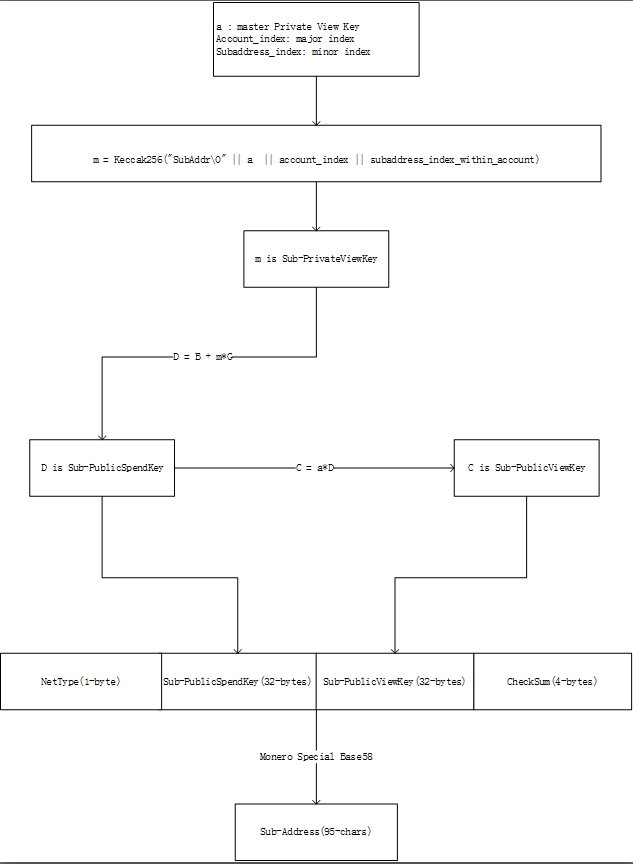 a : master Private View Key
Account_index: major index
Subaddress_index: minor index
m = Keccak256("SubAddr\0" || a || account_index || subaddress_index_within_account)
m is Sub-PrivateViewKey
D = B + m*G
D is Sub-PublicSpendKey
C = a*D
C is Sub-PublicViewKey
NetType(1-byte)
Sub-PublicSpendKey(32-bytes)
Sub-PublicViewKey(32-bytes)
CheckSum(4-bytes)
Monero Special Base58
Sub-Address(95-chars)